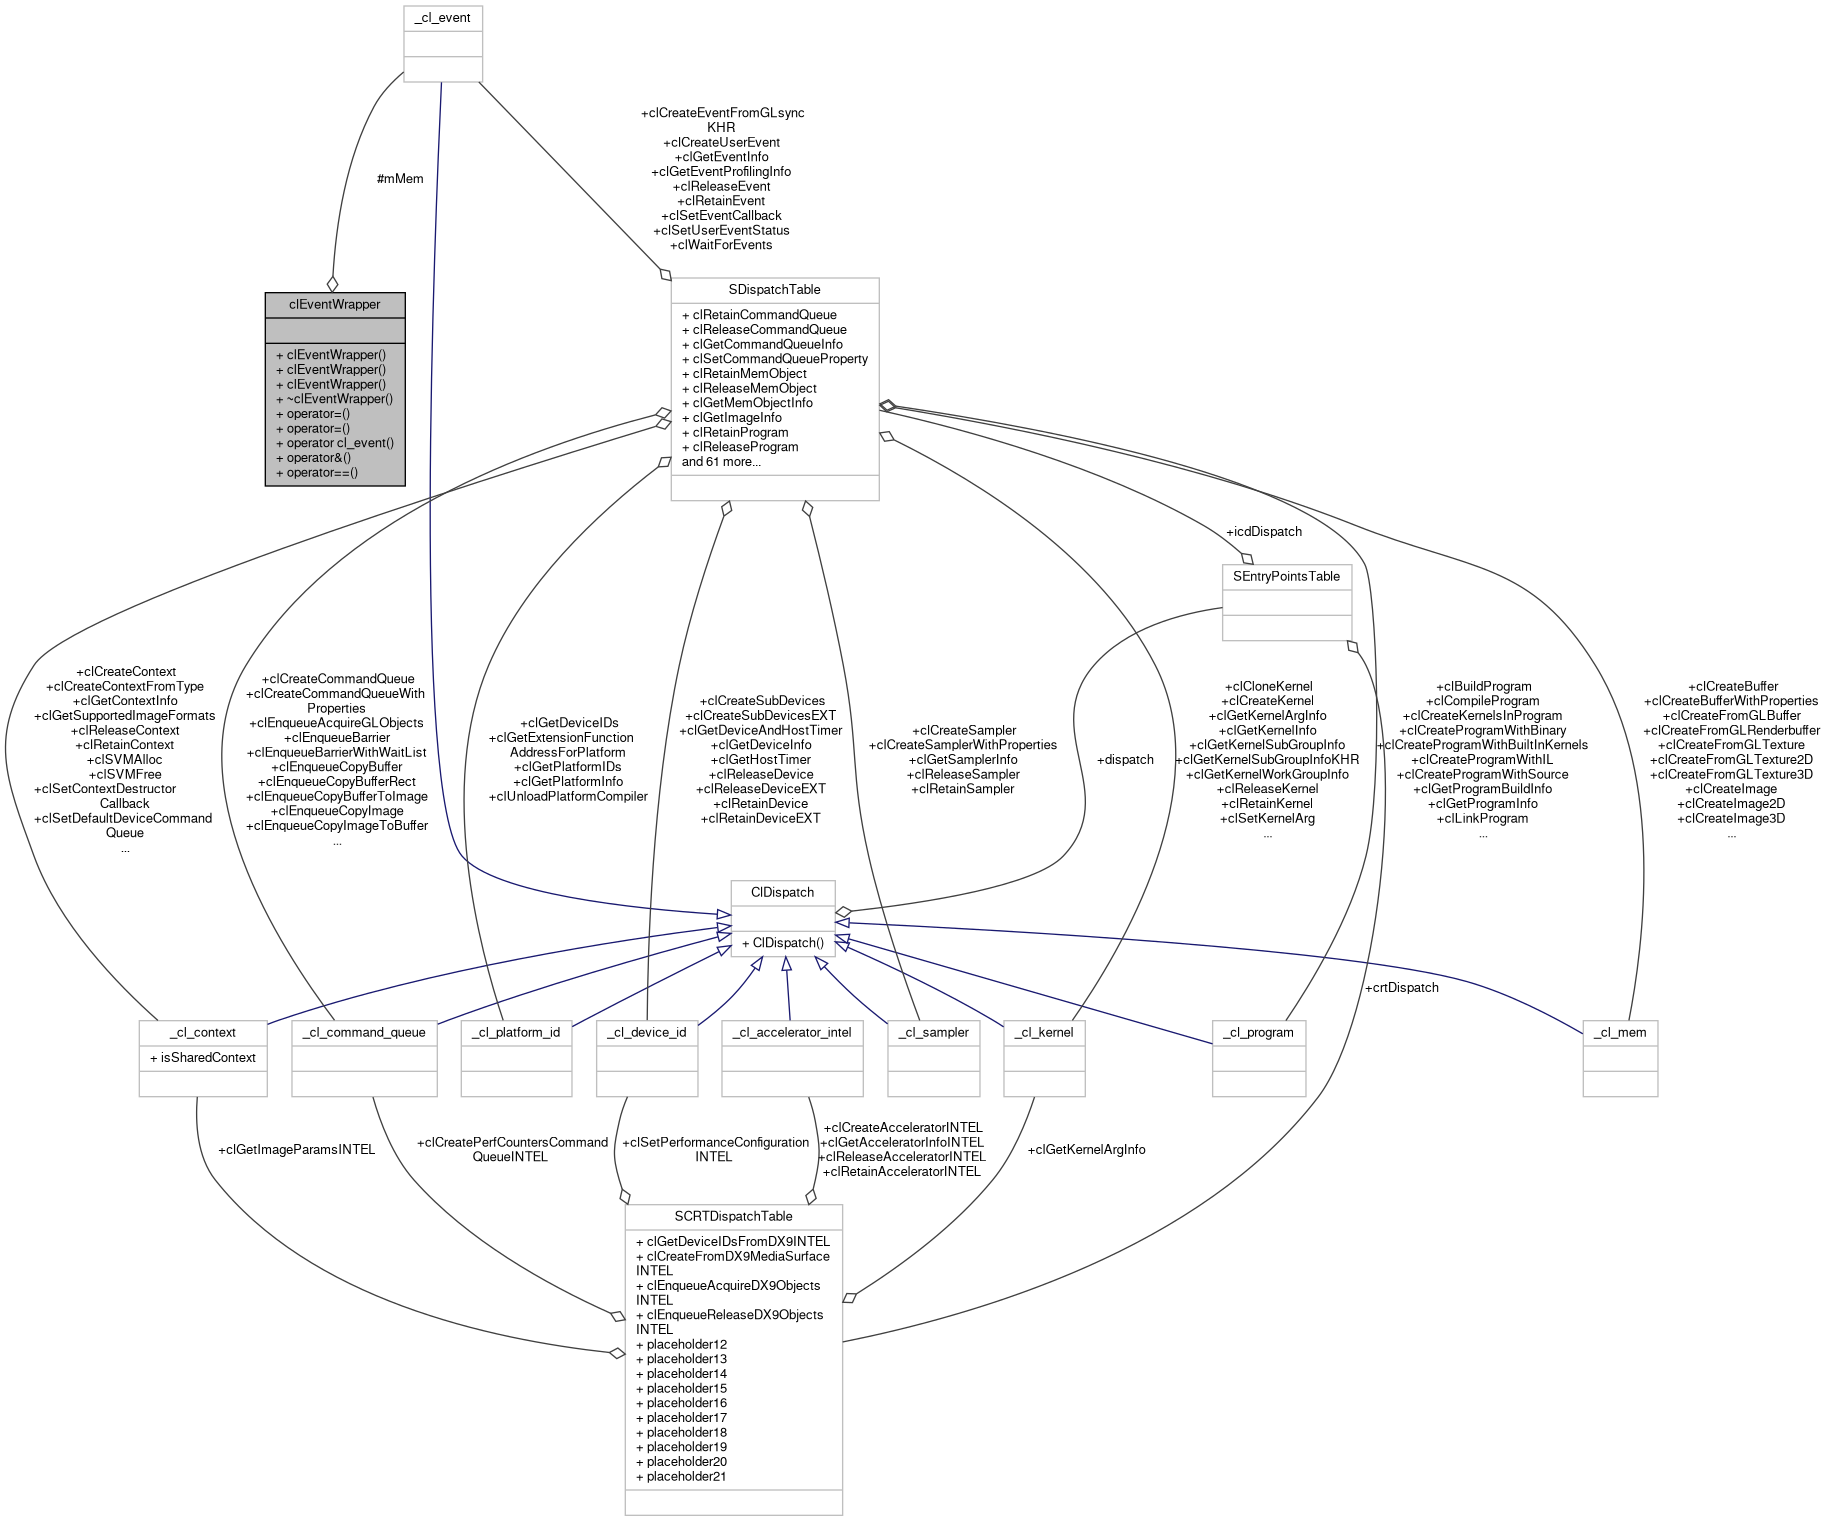 _cl_event
+clCreateEventFromGLsync
KHR
+clCreateUserEvent
+clGetEventInfo
+clGetEventProfilingInfo
+clReleaseEvent
+clRetainEvent
+clSetEventCallback
+clSetUserEventStatus
+clWaitForEvents
#mMem
clEventWrapper
+ clEventWrapper()
+ clEventWrapper()
+ clEventWrapper()
+ ~clEventWrapper()
+ operator=()
+ operator=()
+ operator cl_event()
+ operator&()
+ operator==()
SDispatchTable
+ clRetainCommandQueue
+ clReleaseCommandQueue
+ clGetCommandQueueInfo
+ clSetCommandQueueProperty
+ clRetainMemObject
+ clReleaseMemObject
+ clGetMemObjectInfo
+ clGetImageInfo
+ clRetainProgram
+ clReleaseProgram
and 61 more...
+icdDispatch
SEntryPointsTable
+clCreateContext
+clCreateContextFromType
+clGetContextInfo
+clGetSupportedImageFormats
+clReleaseContext
+clRetainContext
+clSVMAlloc
+clSVMFree
+clSetContextDestructor
Callback
+clSetDefaultDeviceCommand
Queue
...
+clCreateCommandQueue
+clCreateCommandQueueWith
Properties
+clEnqueueAcquireGLObjects
+clEnqueueBarrier
+clEnqueueBarrierWithWaitList
+clEnqueueCopyBuffer
+clEnqueueCopyBufferRect
+clEnqueueCopyBufferToImage
+clEnqueueCopyImage
+clEnqueueCopyImageToBuffer
...
+clGetDeviceIDs
+clGetExtensionFunction
AddressForPlatform
+clGetPlatformIDs
+clGetPlatformInfo
+clUnloadPlatformCompiler
+clCreateSubDevices
+clCreateSubDevicesEXT
+clGetDeviceAndHostTimer
+clGetDeviceInfo
+clGetHostTimer
+clReleaseDevice
+clReleaseDeviceEXT
+clRetainDevice
+clRetainDeviceEXT
+clCreateSampler
+clCreateSamplerWithProperties
+clGetSamplerInfo
+clReleaseSampler
+clRetainSampler
+dispatch
+clCloneKernel
+clCreateKernel
+clGetKernelArgInfo
+clGetKernelInfo
+clGetKernelSubGroupInfo
+clGetKernelSubGroupInfoKHR
+clGetKernelWorkGroupInfo
+clReleaseKernel
+clRetainKernel
+clSetKernelArg
...
+clBuildProgram
+clCompileProgram
+clCreateKernelsInProgram
+clCreateProgramWithBinary
+clCreateProgramWithBuiltInKernels
+clCreateProgramWithIL
+clCreateProgramWithSource
+clGetProgramBuildInfo
+clGetProgramInfo
+clLinkProgram
...
+clCreateBuffer
+clCreateBufferWithProperties
+clCreateFromGLBuffer
+clCreateFromGLRenderbuffer
+clCreateFromGLTexture
+clCreateFromGLTexture2D
+clCreateFromGLTexture3D
+clCreateImage
+clCreateImage2D
+clCreateImage3D
...
ClDispatch
+ ClDispatch()
+crtDispatch
_cl_context
+ isSharedContext
_cl_command_queue
_cl_platform_id
_cl_device_id
_cl_accelerator_intel
_cl_sampler
_cl_kernel
_cl_program
_cl_mem
+clGetImageParamsINTEL
+clCreatePerfCountersCommand
QueueINTEL
+clSetPerformanceConfiguration
INTEL
+clCreateAcceleratorINTEL
+clGetAcceleratorInfoINTEL
+clReleaseAcceleratorINTEL
+clRetainAcceleratorINTEL
+clGetKernelArgInfo
SCRTDispatchTable
+ clGetDeviceIDsFromDX9INTEL
+ clCreateFromDX9MediaSurface
INTEL
+ clEnqueueAcquireDX9Objects
INTEL
+ clEnqueueReleaseDX9Objects
INTEL
+ placeholder12
+ placeholder13
+ placeholder14
+ placeholder15
+ placeholder16
+ placeholder17
+ placeholder18
+ placeholder19
+ placeholder20
+ placeholder21